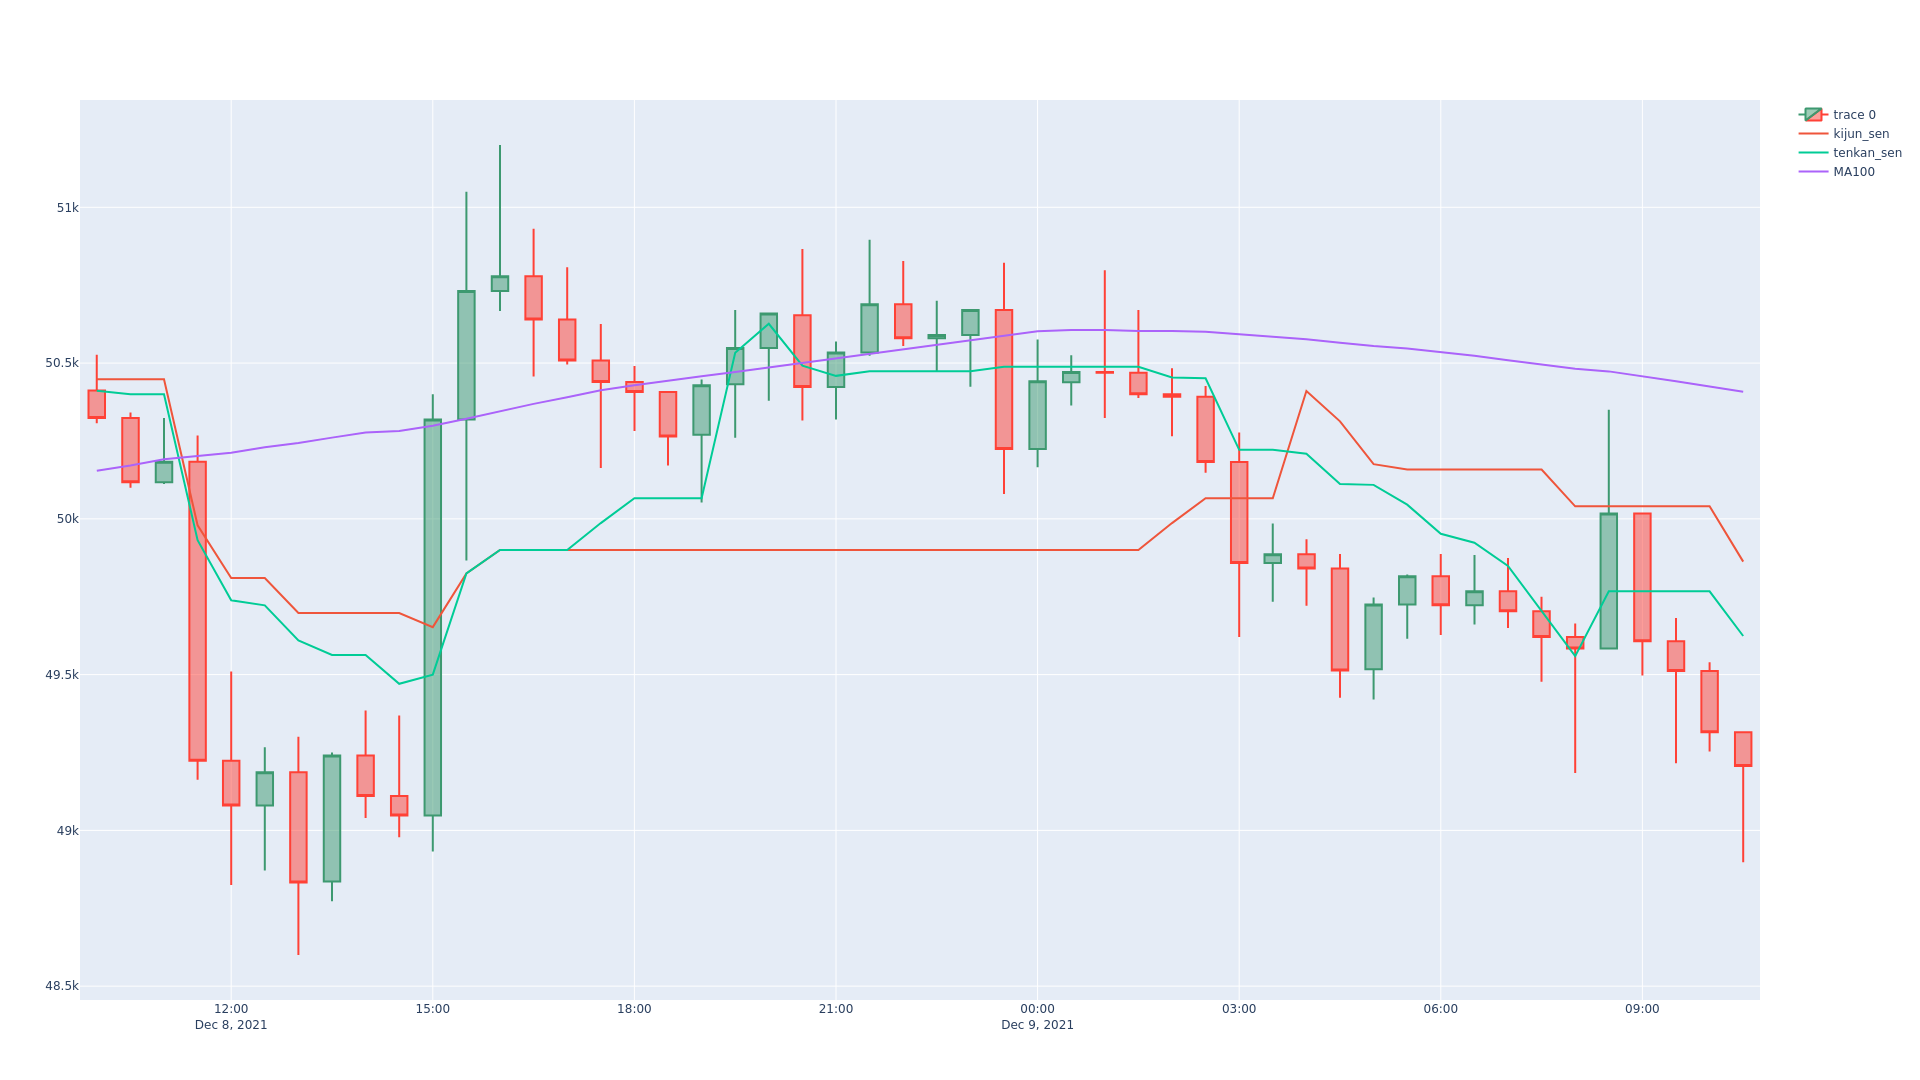 trace 0
kijun_sen
tenkan_sen
MA100
51k
50.5k
50k
49.5k
49k
48.5k
12:00 15:00 18:00 21:00 00:00 03:00 06:00 09:00
Dec 8, 2021 Dec 9, 2021